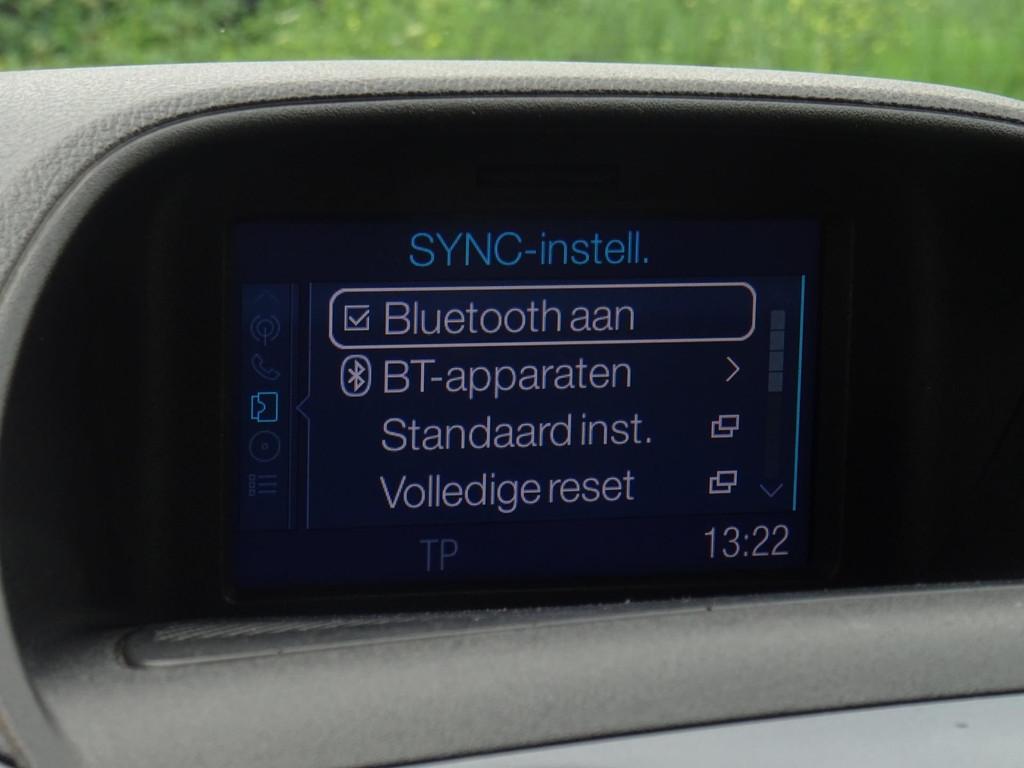 SYNC-instell.
Bluetooth aan
BT-apparaten
Standaard inst.
Volledige reset
TP
13:22